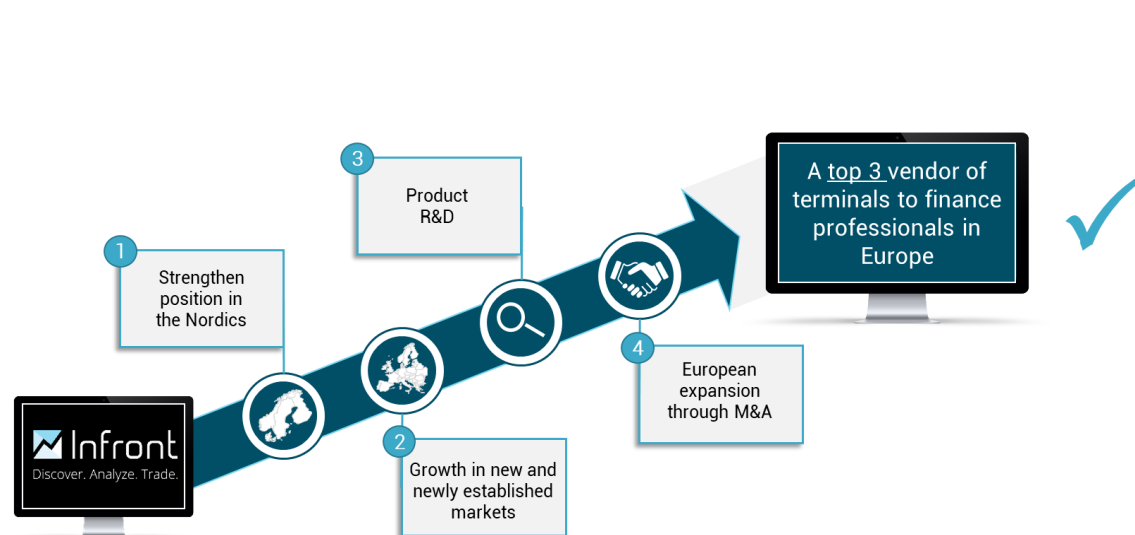 3
Product
R&D
A top 3 vendor of
terminals to finance
professionals in
Europe
1
Strengthen
position in
the Nordics
4
European
expansion
through M&A
Infront
Discover. Analyze. Trade.
2
Growth in new and
newly established
markets